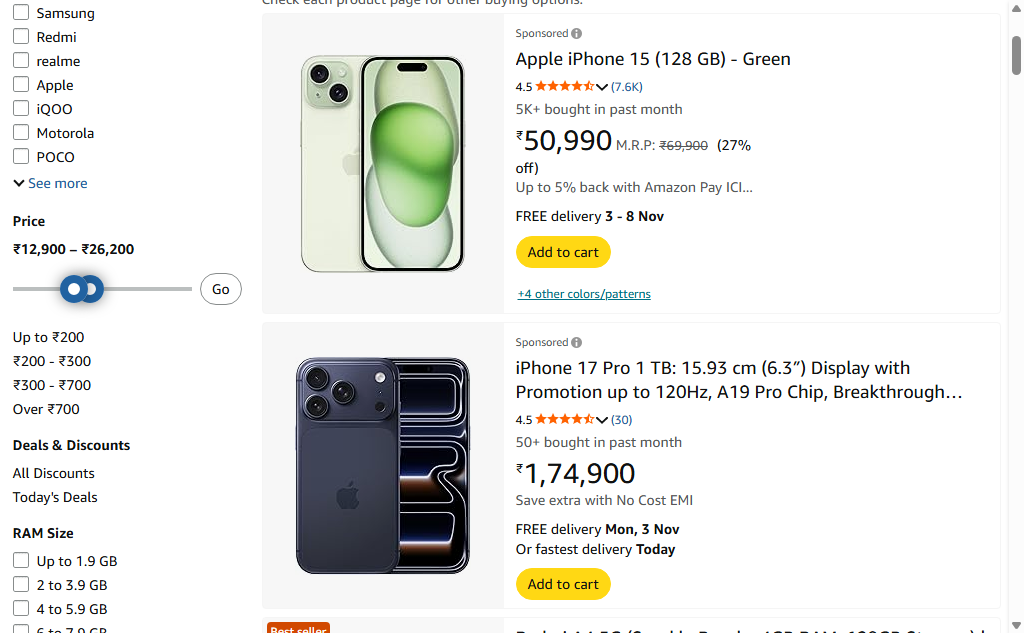 Check each product page for other buying options.
Samsung
Redmi
realme
Apple
iQOO
Motorola
POCO
See more
Price
₹12,900 – ₹26,200
Go
Up to ₹200
₹200 - ₹300
₹300 - ₹700
Over ₹700
Deals & Discounts
All Discounts
Today's Deals
RAM Size
Up to 1.9 GB
2 to 3.9 GB
4 to 5.9 GB
6 to 7.9 GB
Sponsored
Apple iPhone 15 (128 GB) - Green
4.5 (7.6K)
5K+ bought in past month
₹50,990 M.R.P: ₹69,900 (27%
off)
Up to 5% back with Amazon Pay ICI…
FREE delivery 3 - 8 Nov
Add to cart
+4 other colors/patterns
Sponsored
iPhone 17 Pro 1 TB: 15.93 cm (6.3″) Display with
Promotion up to 120Hz, A19 Pro Chip, Breakthrough…
4.5 (30)
50+ bought in past month
₹1,74,900
Save extra with No Cost EMI
FREE delivery Mon, 3 Nov
Or fastest delivery Today
Add to cart
Best seller